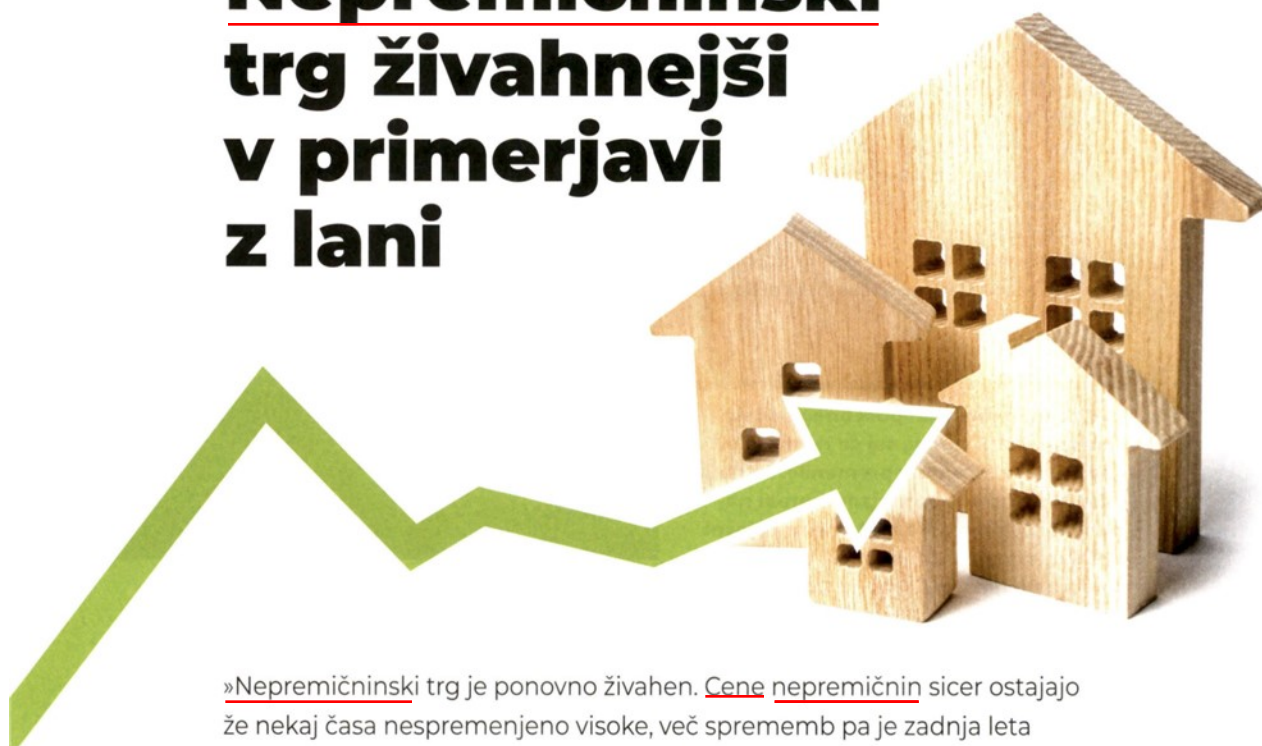 Nepremičninski
trg živahnejši
v primerjavi
z lani
»Nepremičninski trg je ponovno živahen. Cene nepremičnin sicer ostajajo
že nekaj časa nespremenjeno visoke, več sprememb pa je zadnja leta